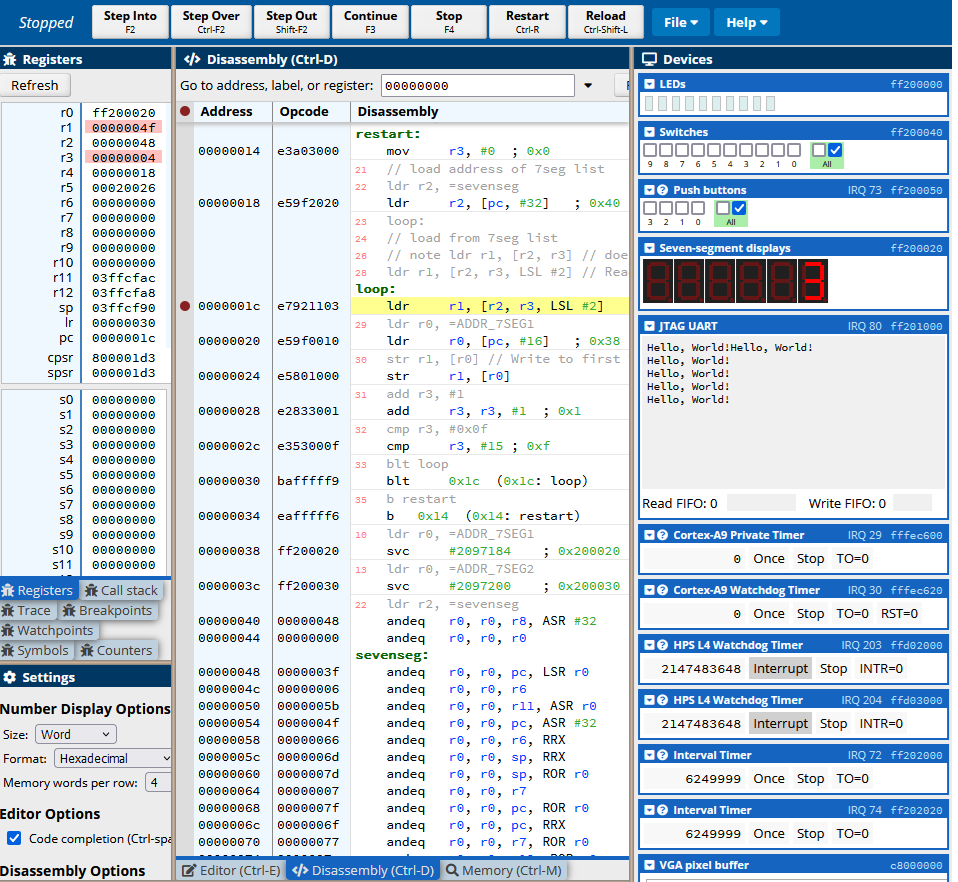 Stopped
Step Into F2
Step Over Ctrl-F2
Step Out Shift-F2
Continue F3
Stop F4
Restart Ctrl-R
Reload Ctrl-Shift-L
File
Help
Registers
Refresh
r0 ff200020
r1 0000004f
r2 00000048
r3 00000004
r4 00000018
r5 00020026
r6 00000000
r7 00000000
r8 00000000
r9 00000000
r10 00000000
r11 03ffcfac
r12 03ffcfa8
sp 03ffcf90
lr 00000030
pc 0000001c
cpsr 800001d3
spsr 000001d3
s0 00000000
s1 00000000
s2 00000000
s3 00000000
s4 00000000
s5 00000000
s6 00000000
s7 00000000
s8 00000000
s9 00000000
s10 00000000
s11 00000000
Registers Call stack
Trace Breakpoints
Watchpoints
Symbols Counters
Settings
Number Display Options
Size: Word
Format: Hexadecimal
Memory words per row: 4
Editor Options
Code completion (Ctrl-spa
Disassembly Options
Disassembly (Ctrl-D)
Go to address, label, or register: 00000000
Address Opcode Disassembly
restart:
00000014 e3a03000 mov r3, #0 ; 0x0
21 // load address of 7seg list
22 ldr r2, =sevenseg
00000018 e59f2020 ldr r2, [pc, #32] ; 0x40
23 loop:
24 // load from 7seg list
26 // note ldr r1, [r2, r3] // doe
28 ldr r1, [r2, r3, LSL #2] // Rea
loop:
0000001c e7921103 ldr r1, [r2, r3, LSL #2]
29 ldr r0, =ADDR_7SEG1
00000020 e59f0010 ldr r0, [pc, #16] ; 0x38
30 str r1, [r0] // Write to first
00000024 e5801000 str r1, [r0]
31 add r3, #1
00000028 e2833001 add r3, r3, #1 ; 0x1
32 cmp r3, #0x0f
0000002c e353000f cmp r3, #15 ; 0xf
33 blt loop
00000030 bafffff9 blt 0x1c (0x1c: loop)
35 b restart
00000034 eafffff6 b 0x14 (0x14: restart)
10 ldr r0, =ADDR_7SEG1
00000038 ff200020 svc #2097184 ; 0x200020
13 ldr r0, =ADDR_7SEG2
0000003c ff200030 svc #2097200 ; 0x200030
22 ldr r2, =sevenseg
00000040 00000048 andeq r0, r0, r8, ASR #32
00000044 00000000 andeq r0, r0, r0
sevenseg:
00000048 0000003f andeq r0, r0, pc, LSR r0
0000004c 00000006 andeq r0, r0, r6
00000050 0000005b andeq r0, r0, r11, ASR r0
00000054 0000004f andeq r0, r0, pc, ASR #32
00000058 00000066 andeq r0, r0, r6, RRX
0000005c 0000006d andeq r0, r0, sp, RRX
00000060 0000007d andeq r0, r0, sp, ROR r0
00000064 00000007 andeq r0, r0, r7
00000068 0000007f andeq r0, r0, pc, ROR r0
0000006c 0000006f andeq r0, r0, pc, RRX
00000070 00000077 andeq r0, r0, r7, ROR r0
Editor (Ctrl-E) Disassembly (Ctrl-D) Memory (Ctrl-M)
Devices
LEDs ff200000
Switches ff200040
9 8 7 6 5 4 3 2 1 0 All
Push buttons IRQ 73 ff200050
3 2 1 0 All
Seven-segment displays ff200020
3
JTAG UART IRQ 80 ff201000
Hello, World!Hello, World!
Hello, World!
Hello, World!
Hello, World!
Hello, World!
Read FIFO: 0 Write FIFO: 0
Cortex-A9 Private Timer IRQ 29 fffec600
0 Once Stop TO=0
Cortex-A9 Watchdog Timer IRQ 30 fffec620
0 Once Stop TO=0 RST=0
HPS L4 Watchdog Timer IRQ 203 ffd02000
2147483648 Interrupt Stop INTR=0
HPS L4 Watchdog Timer IRQ 204 ffd03000
2147483648 Interrupt Stop INTR=0
Interval Timer IRQ 72 ff202000
6249999 Once Stop TO=0
Interval Timer IRQ 74 ff202020
6249999 Once Stop TO=0
VGA pixel buffer c8000000